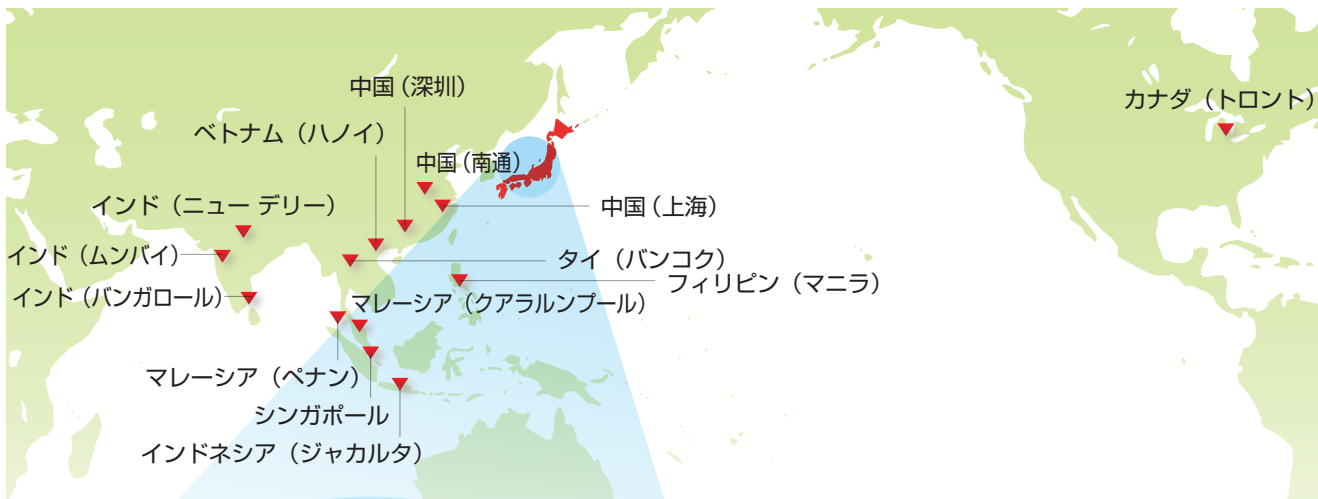 中国(深圳)
カナダ(トロント)
ベトナム(ハノイ)
中国(南通)
インド(ニュー デリー)
中国(上海)
インド(ムンバイ)
タイ(バンコク)
フィリピン(マニラ)
インド(バンガロール)
マレーシア(クアラルンプール)
マレーシア(ペナン)
シンガポール
インドネシア(ジャカルタ)